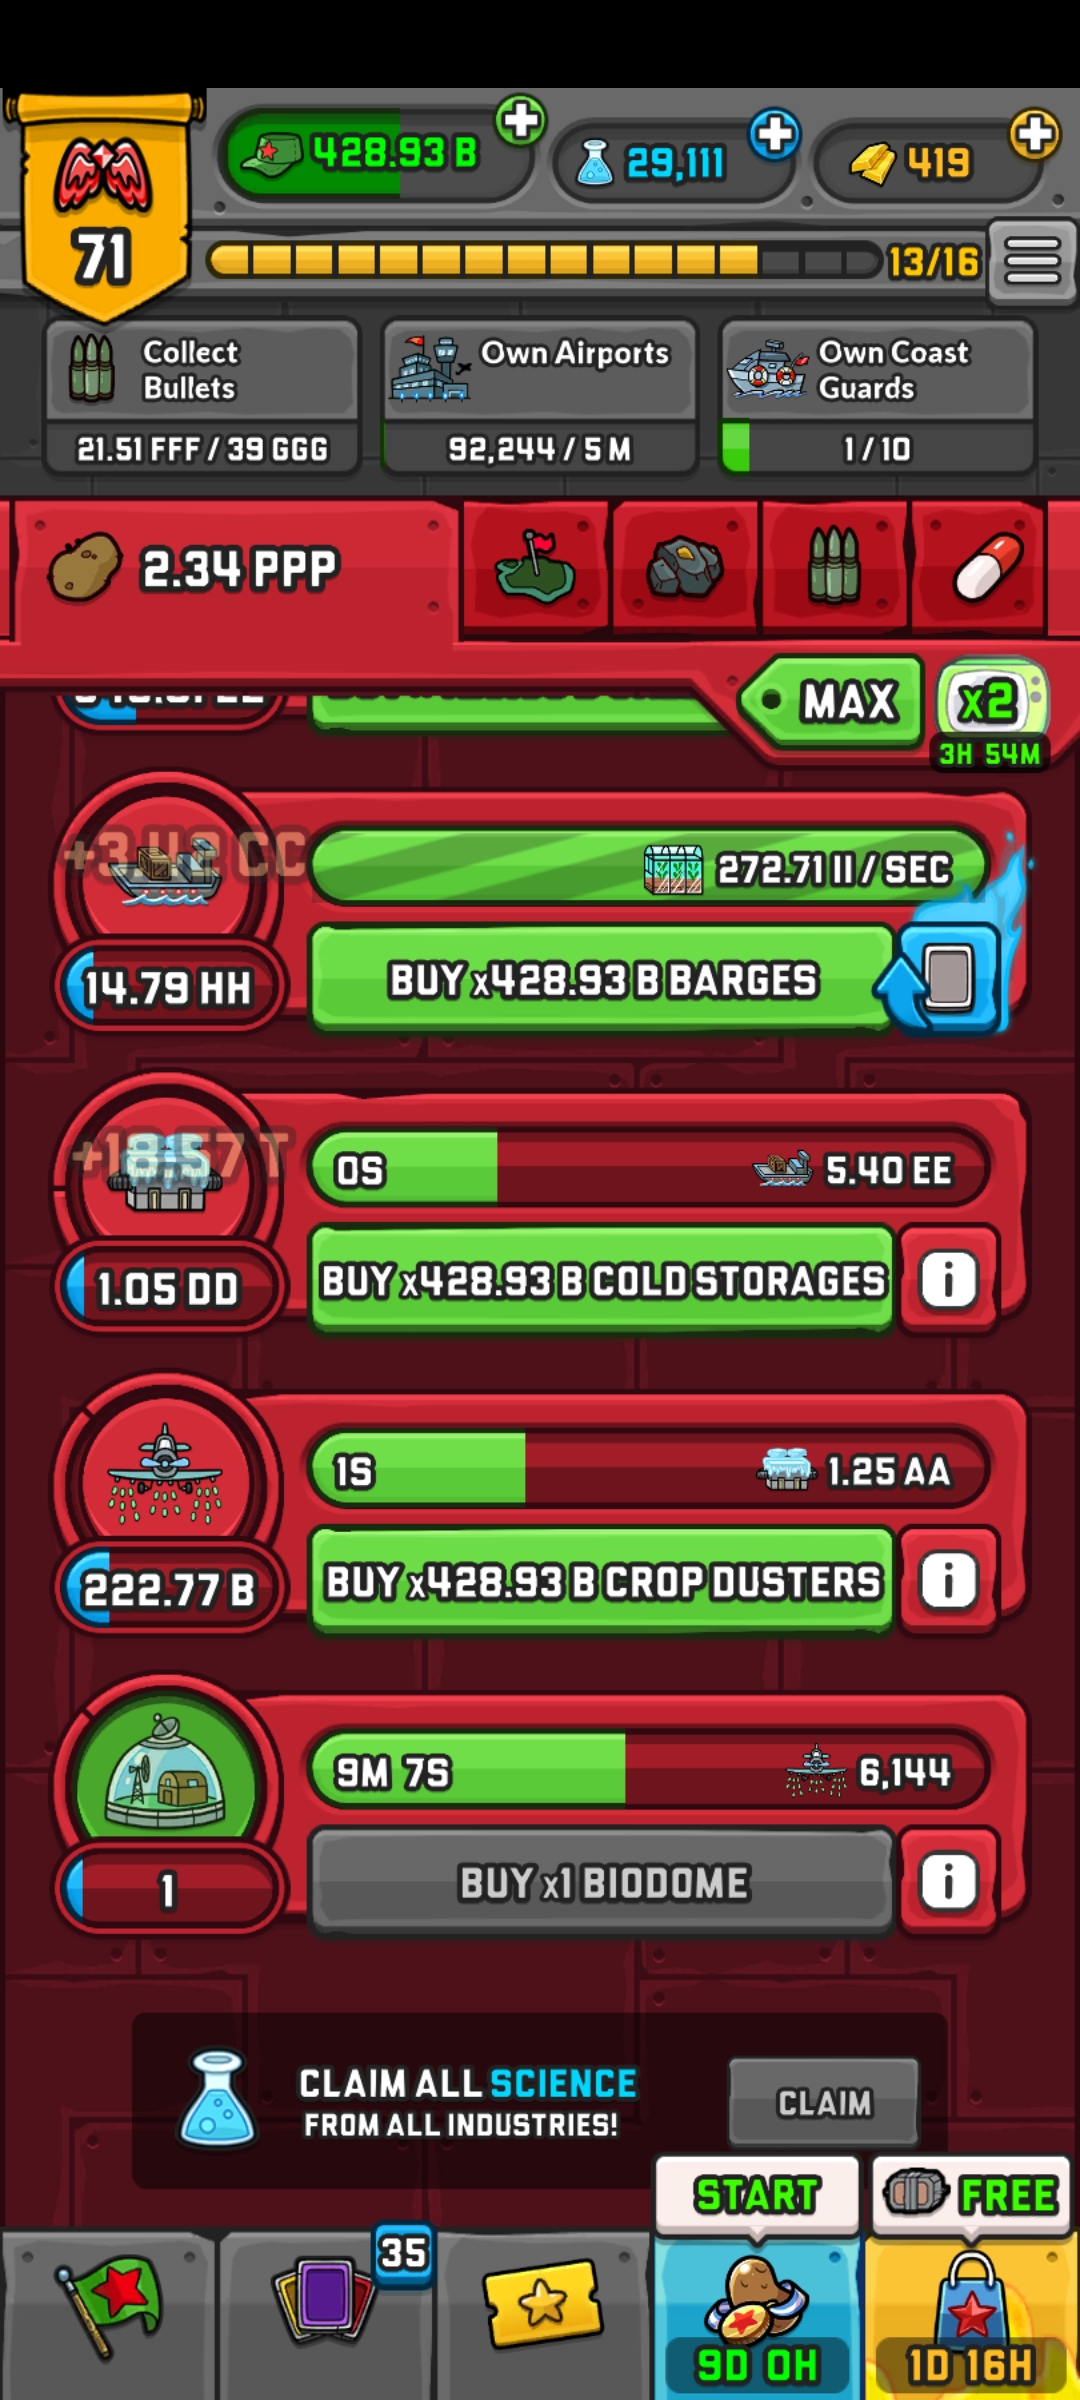 428.93 B
29,111
419
71
13/16
Collect
Bullets
21.51 FFF / 39 GGG
Own Airports
92,244 / 5 M
Own Coast
Guards
1 / 10
2.34 PPP
MAX
x2
3H 54M
272.71 II / SEC
14.79 HH
BUY x428.93 B BARGES
+18.57 T
0S
5.40 EE
1.05 DD
BUY x428.93 B COLD STORAGES
1S
1.25 AA
222.77 B
BUY x428.93 B CROP DUSTERS
9M 7S
6,144
1
BUY x1 BIODOME
CLAIM ALL SCIENCE
FROM ALL INDUSTRIES!
CLAIM
START
FREE
35
9D 0H
1D 16H